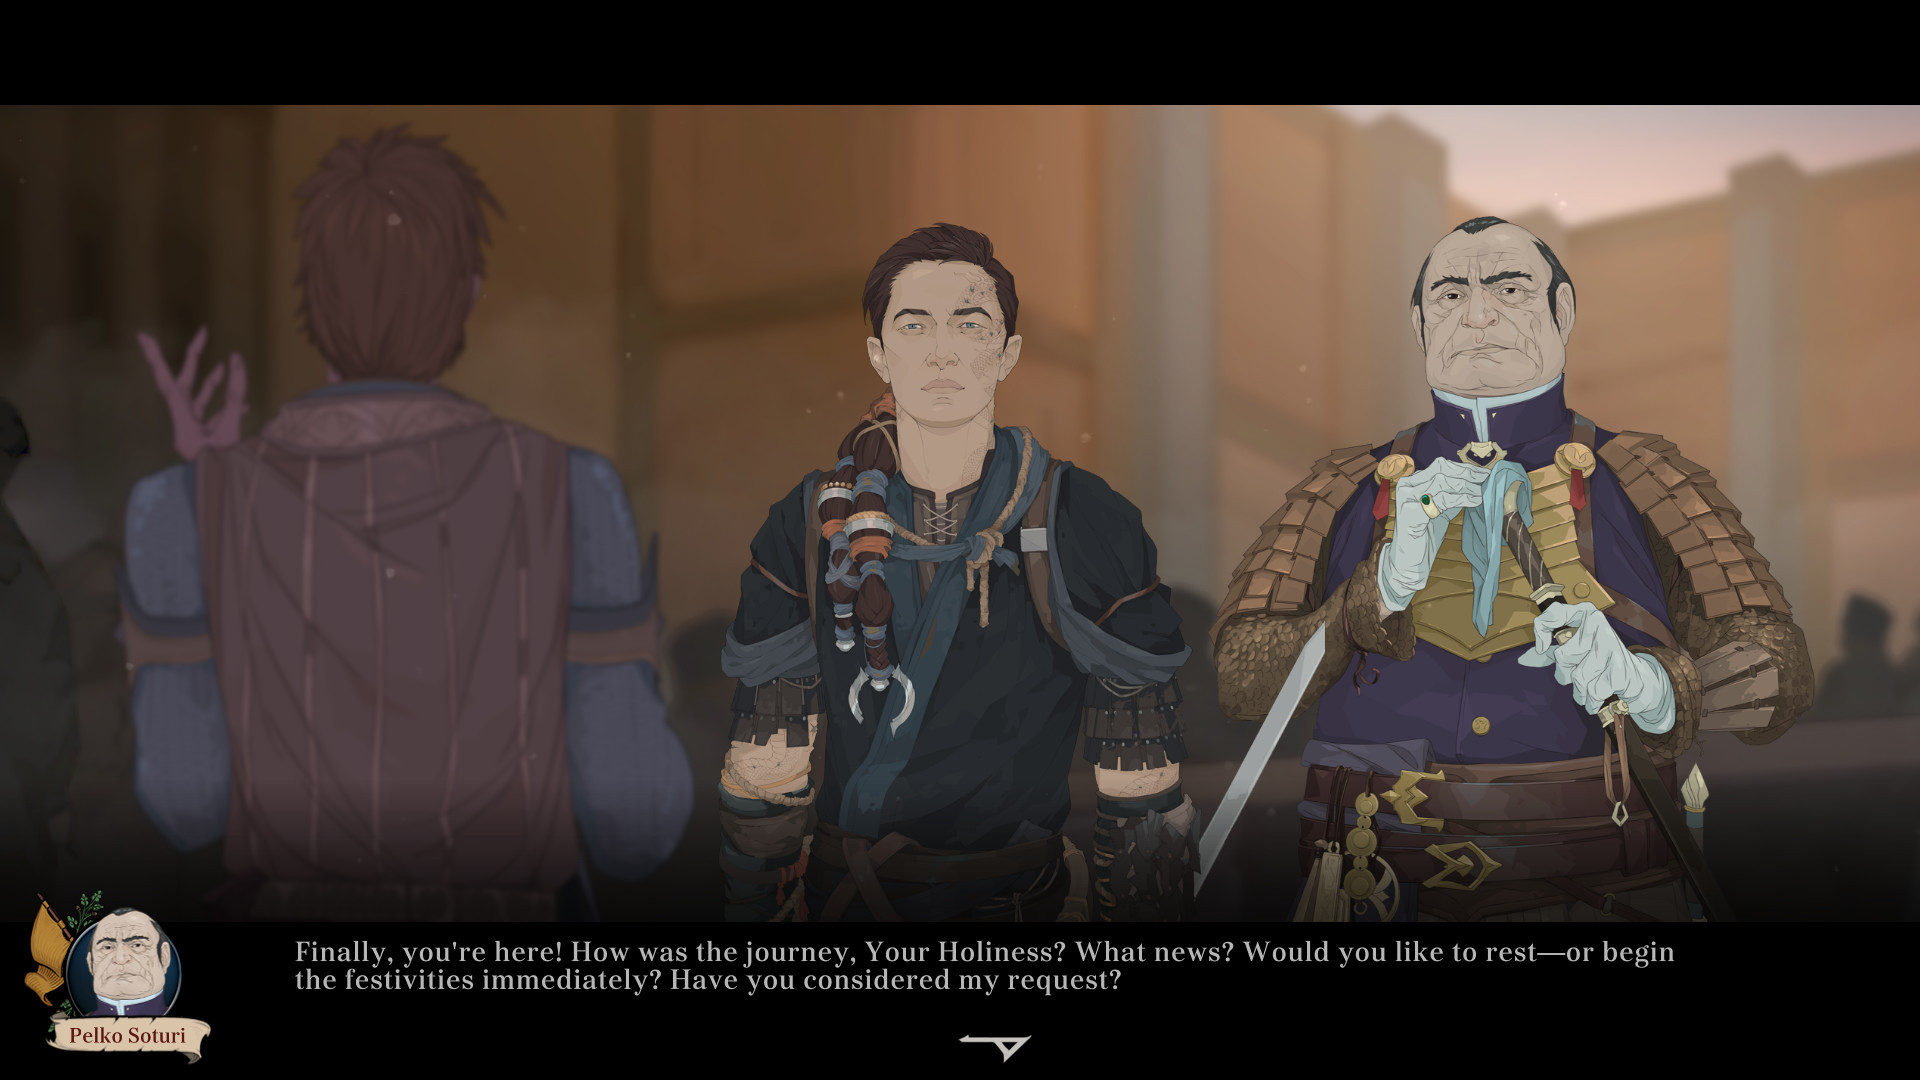 Finally, you're here! How was the journey, Your Holiness? What news? Would you like to rest—or begin
the festivities immediately? Have you considered my request?
Pelko Soturi